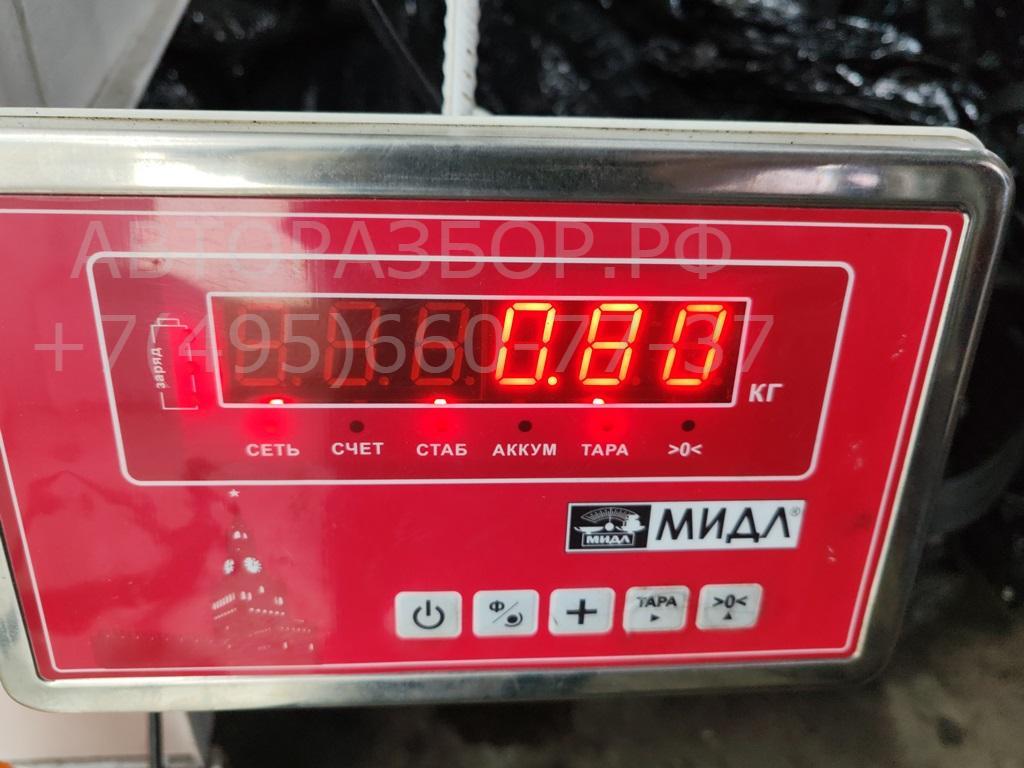 АВТОРАЗБОР.РФ
+7(495)660-77-37
заряд
0.80
КГ
СЕТЬ СЧЕТ СТАБ АККУМ ТАРА >0<
МИДЛ МИДЛ®
Ф ТАРА >0<